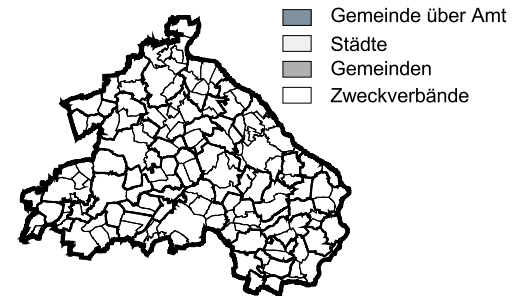 Gemeinde über Amt
Städte
Gemeinden
Zweckverbände